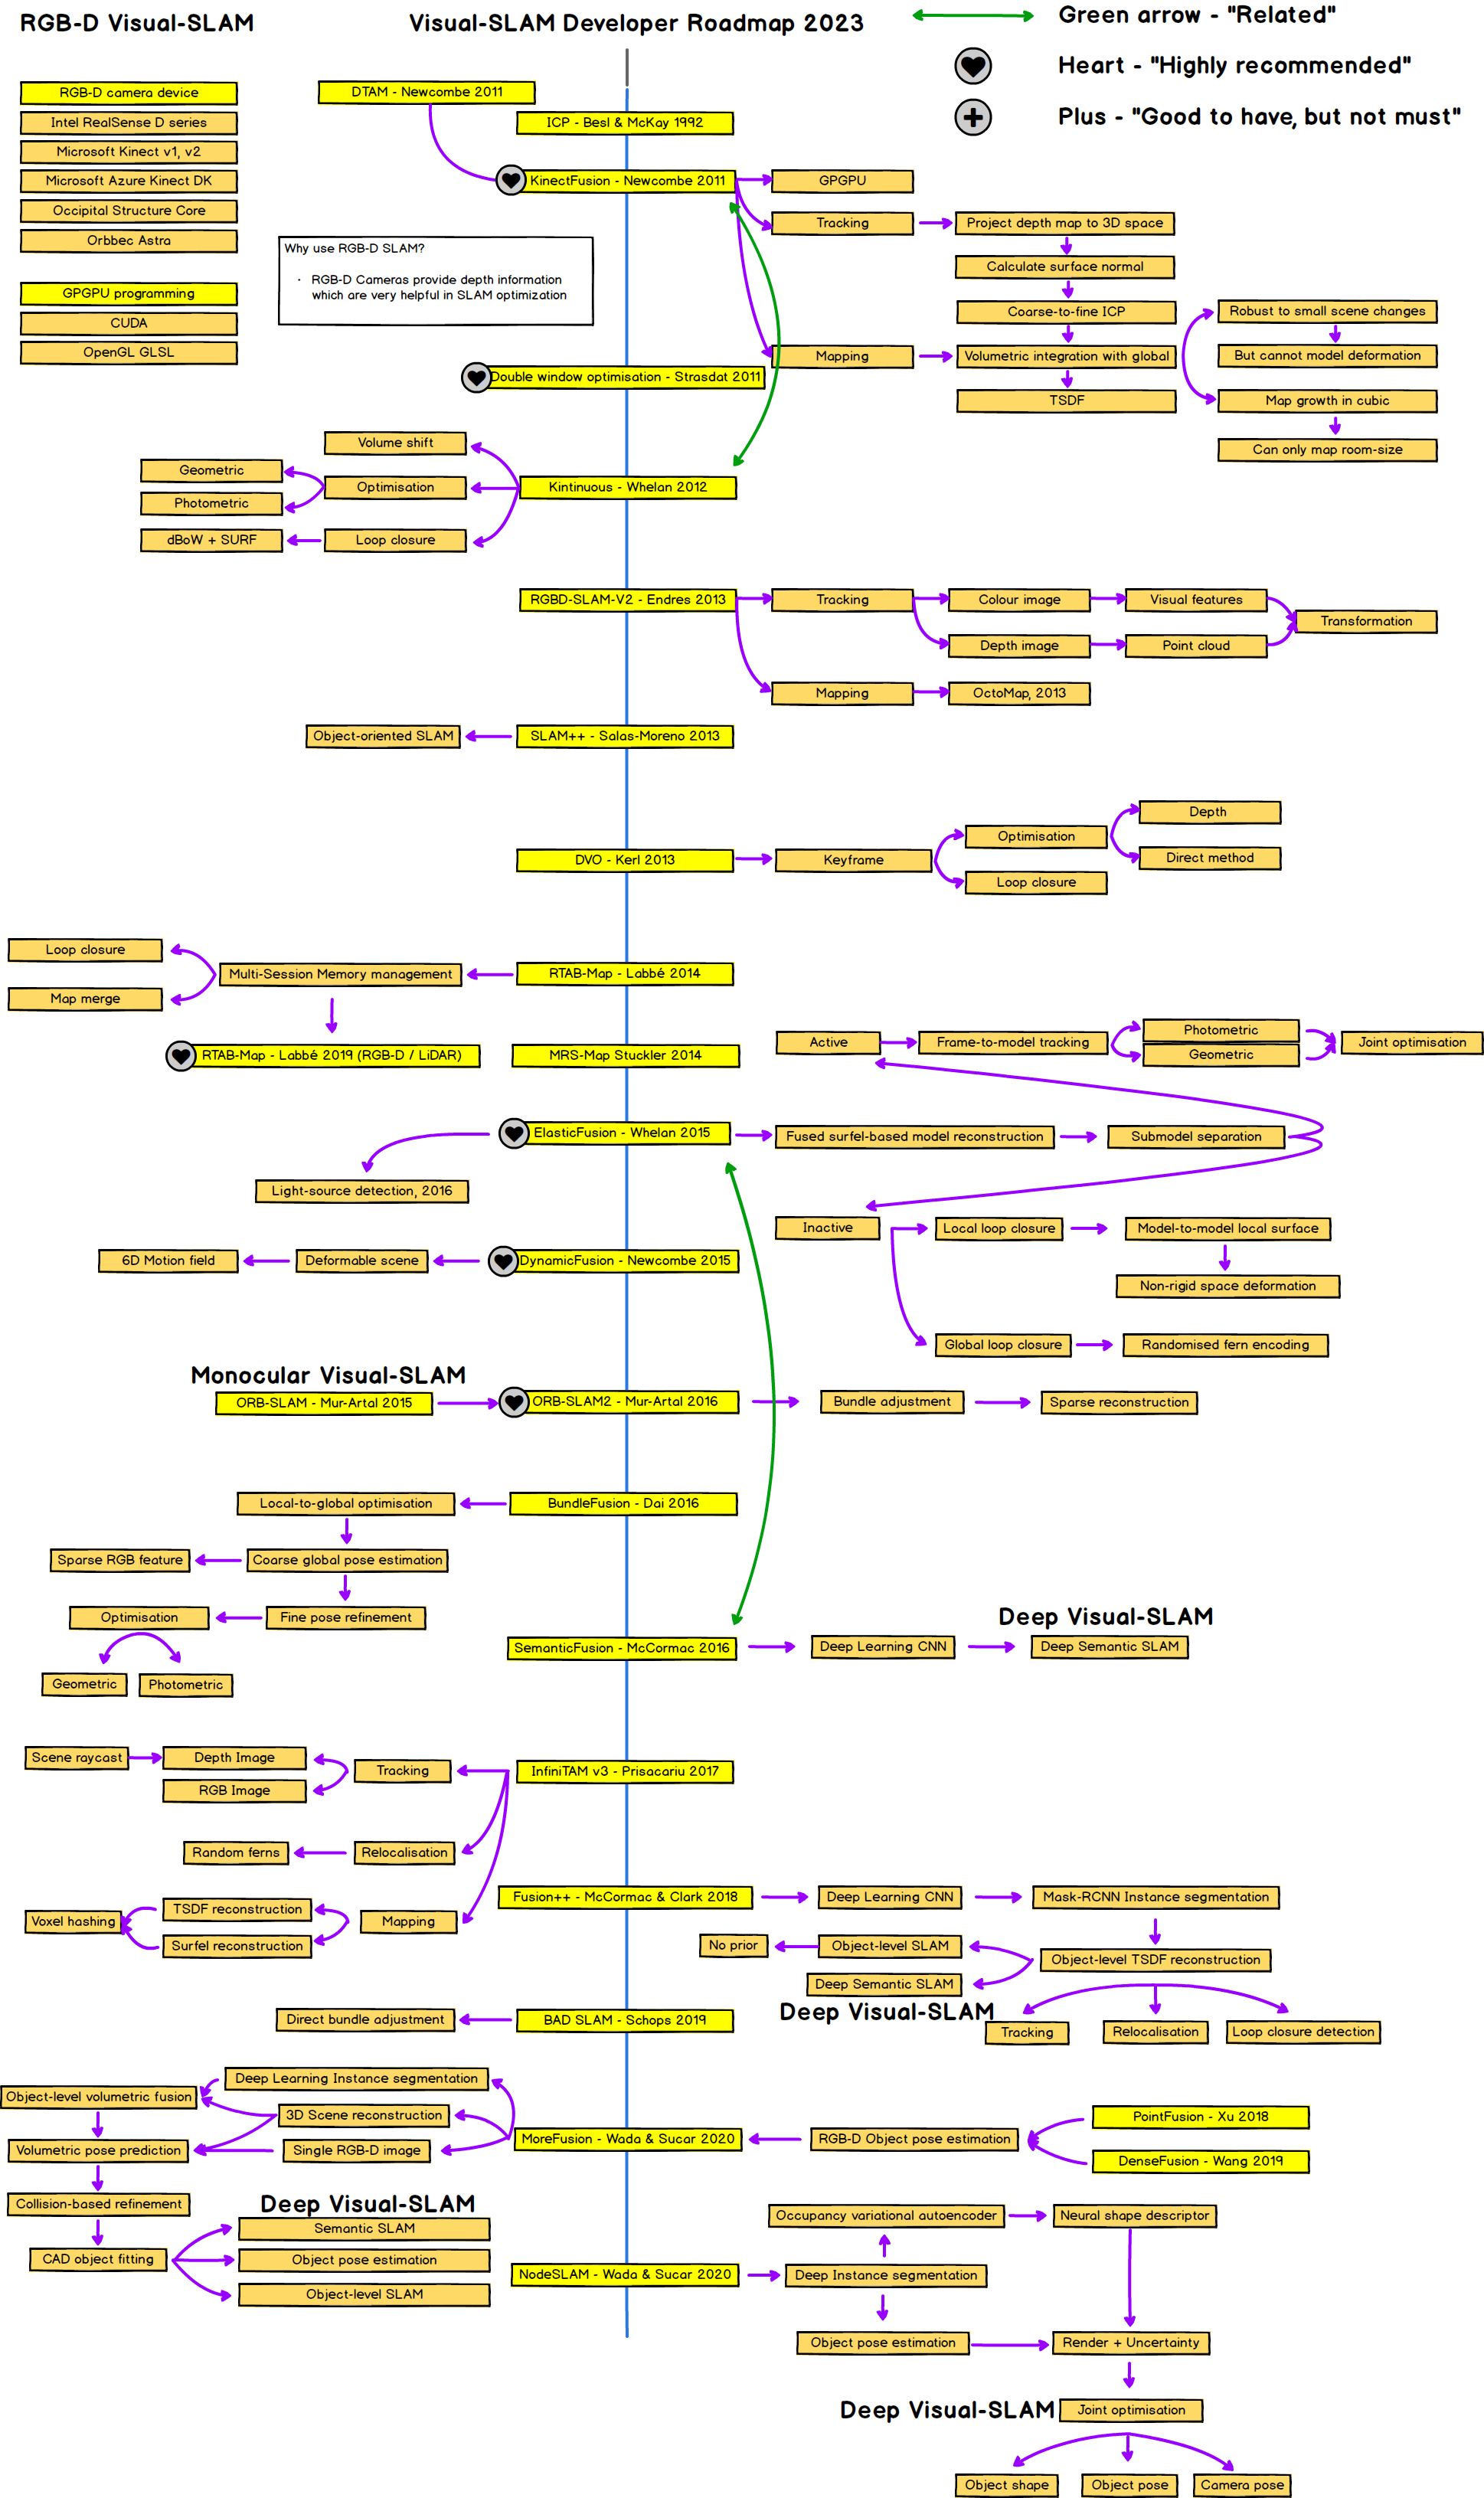 RGB-D Visual-SLAM
Visual-SLAM Developer Roadmap 2023
Green arrow - "Related"
Heart - "Highly recommended"
Plus - "Good to have, but not must"
RGB-D camera device
Intel RealSense D series
Microsoft Kinect v1, v2
Microsoft Azure Kinect DK
Occipital Structure Core
Orbbec Astra
GPGPU programming
CUDA
OpenGL GLSL
DTAM - Newcombe 2011
ICP - Besl & McKay 1992
KinectFusion - Newcombe 2011
GPGPU
Tracking
Project depth map to 3D space
Calculate surface normal
Coarse-to-fine ICP
Mapping
Volumetric integration with global
TSDF
Robust to small scene changes
But cannot model deformation
Map growth in cubic
Can only map room-size
Why use RGB-D SLAM?
· RGB-D Cameras provide depth information
which are very helpful in SLAM optimization
Double window optimisation - Strasdat 2011
Volume shift
Geometric
Optimisation
Kintinuous - Whelan 2012
Photometric
dBoW + SURF
Loop closure
RGBD-SLAM-V2 - Endres 2013
Tracking
Colour image
Visual features
Transformation
Depth image
Point cloud
Mapping
OctoMap, 2013
Object-oriented SLAM
SLAM++ - Salas-Moreno 2013
Depth
Optimisation
DVO - Kerl 2013
Keyframe
Direct method
Loop closure
Loop closure
Multi-Session Memory management
RTAB-Map - Labbé 2014
Map merge
RTAB-Map - Labbé 2019 (RGB-D / LiDAR)
MRS-Map Stuckler 2014
Active
Frame-to-model tracking
Photometric
Geometric
Joint optimisation
ElasticFusion - Whelan 2015
Fused surfel-based model reconstruction
Submodel separation
Light-source detection, 2016
Inactive
Local loop closure
Model-to-model local surface
6D Motion field
Deformable scene
DynamicFusion - Newcombe 2015
Non-rigid space deformation
Global loop closure
Randomised fern encoding
Monocular Visual-SLAM
ORB-SLAM - Mur-Artal 2015
ORB-SLAM2 - Mur-Artal 2016
Bundle adjustment
Sparse reconstruction
Local-to-global optimisation
BundleFusion - Dai 2016
Sparse RGB feature
Coarse global pose estimation
Optimisation
Fine pose refinement
Geometric
Photometric
Deep Visual-SLAM
SemanticFusion - McCormac 2016
Deep Learning CNN
Deep Semantic SLAM
Scene raycast
Depth Image
RGB Image
Tracking
InfiniTAM v3 - Prisacariu 2017
Random ferns
Relocalisation
Voxel hashing
TSDF reconstruction
Surfel reconstruction
Mapping
Fusion++ - McCormac & Clark 2018
Deep Learning CNN
Mask-RCNN Instance segmentation
No prior
Object-level SLAM
Object-level TSDF reconstruction
Deep Semantic SLAM
Deep Visual-SLAM
Tracking
Relocalisation
Loop closure detection
Direct bundle adjustment
BAD SLAM - Schops 2019
Deep Learning Instance segmentation
Object-level volumetric fusion
3D Scene reconstruction
Volumetric pose prediction
Single RGB-D image
MoreFusion - Wada & Sucar 2020
RGB-D Object pose estimation
PointFusion - Xu 2018
DenseFusion - Wang 2019
Collision-based refinement
Deep Visual-SLAM
Semantic SLAM
CAD object fitting
Object pose estimation
Object-level SLAM
Occupancy variational autoencoder
Neural shape descriptor
NodeSLAM - Wada & Sucar 2020
Deep Instance segmentation
Object pose estimation
Render + Uncertainty
Deep Visual-SLAM
Joint optimisation
Object shape
Object pose
Camera pose